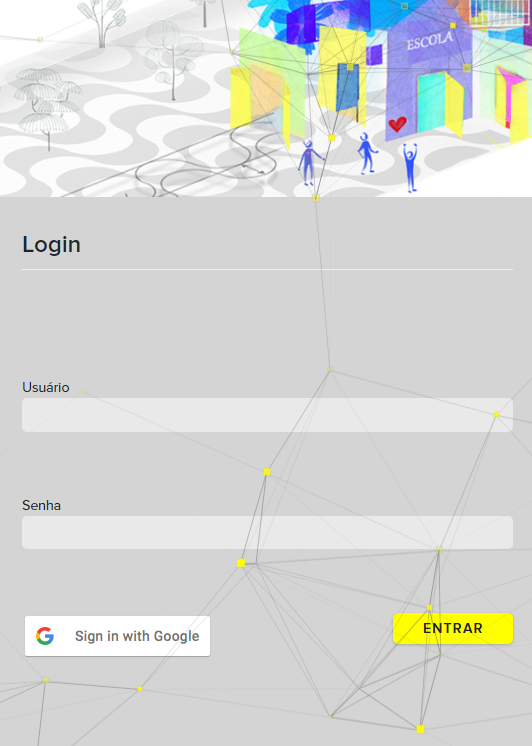 ESCOLA
Login
Usuário
Senha
Sign in with Google
ENTRAR